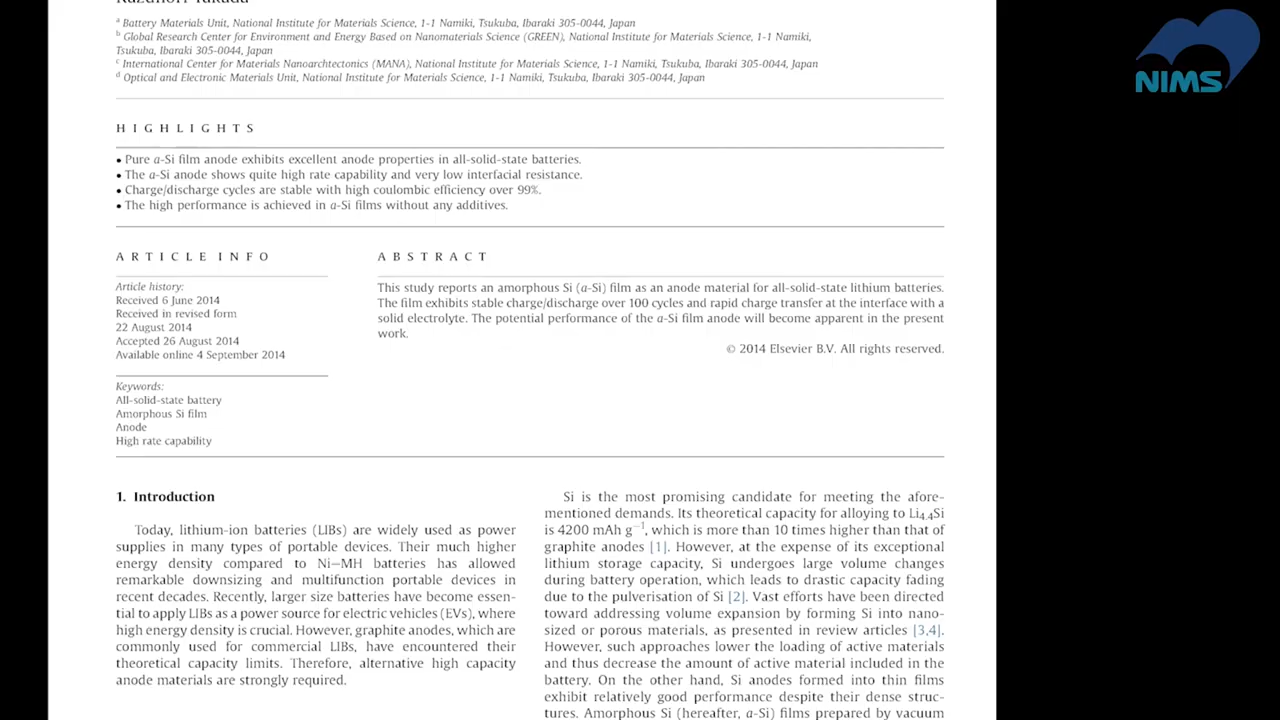 ᵃ Battery Materials Unit, National Institute for Materials Science, 1-1 Namiki, Tsukuba, Ibaraki 305-0044, Japan
ᵇ Global Research Center for Environment and Energy Based on Nanomaterials Science (GREEN), National Institute for Materials Science, 1-1 Namiki,
Tsukuba, Ibaraki 305-0044, Japan
ᶜ International Center for Materials Nanoarchtectonics (MANA), National Institute for Materials Science, 1-1 Namiki, Tsukuba, Ibaraki 305-0044, Japan
ᵈ Optical and Electronic Materials Unit, National Institute for Materials Science, 1-1 Namiki, Tsukuba, Ibaraki 305-0044, Japan
NIMS
HIGHLIGHTS
• Pure a-Si film anode exhibits excellent anode properties in all-solid-state batteries.
• The a-Si anode shows quite high rate capability and very low interfacial resistance.
• Charge/discharge cycles are stable with high coulombic efficiency over 99%.
• The high performance is achieved in a-Si films without any additives.
ARTICLE INFO
Article history:
Received 6 June 2014
Received in revised form
22 August 2014
Accepted 26 August 2014
Available online 4 September 2014
Keywords:
All-solid-state battery
Amorphous Si film
Anode
High rate capability
ABSTRACT
This study reports an amorphous Si (a-Si) film as an anode material for all-solid-state lithium batteries.
The film exhibits stable charge/discharge over 100 cycles and rapid charge transfer at the interface with a
solid electrolyte. The potential performance of the a-Si film anode will become apparent in the present
work.
© 2014 Elsevier B.V. All rights reserved.
1. Introduction
Today, lithium-ion batteries (LIBs) are widely used as power
supplies in many types of portable devices. Their much higher
energy density compared to Ni–MH batteries has allowed
remarkable downsizing and multifunction portable devices in
recent decades. Recently, larger size batteries have become essen-
tial to apply LIBs as a power source for electric vehicles (EVs), where
high energy density is crucial. However, graphite anodes, which are
commonly used for commercial LIBs, have encountered their
theoretical capacity limits. Therefore, alternative high capacity
anode materials are strongly required.
Si is the most promising candidate for meeting the afore-
mentioned demands. Its theoretical capacity for alloying to Li₄.₄Si
is 4200 mAh g⁻¹, which is more than 10 times higher than that of
graphite anodes [1]. However, at the expense of its exceptional
lithium storage capacity, Si undergoes large volume changes
during battery operation, which leads to drastic capacity fading
due to the pulverisation of Si [2]. Vast efforts have been directed
toward addressing volume expansion by forming Si into nano-
sized or porous materials, as presented in review articles [3,4].
However, such approaches lower the loading of active materials
and thus decrease the amount of active material included in the
battery. On the other hand, Si anodes formed into thin films
exhibit relatively good performance despite their dense struc-
tures. Amorphous Si (hereafter, a-Si) films prepared by vacuum